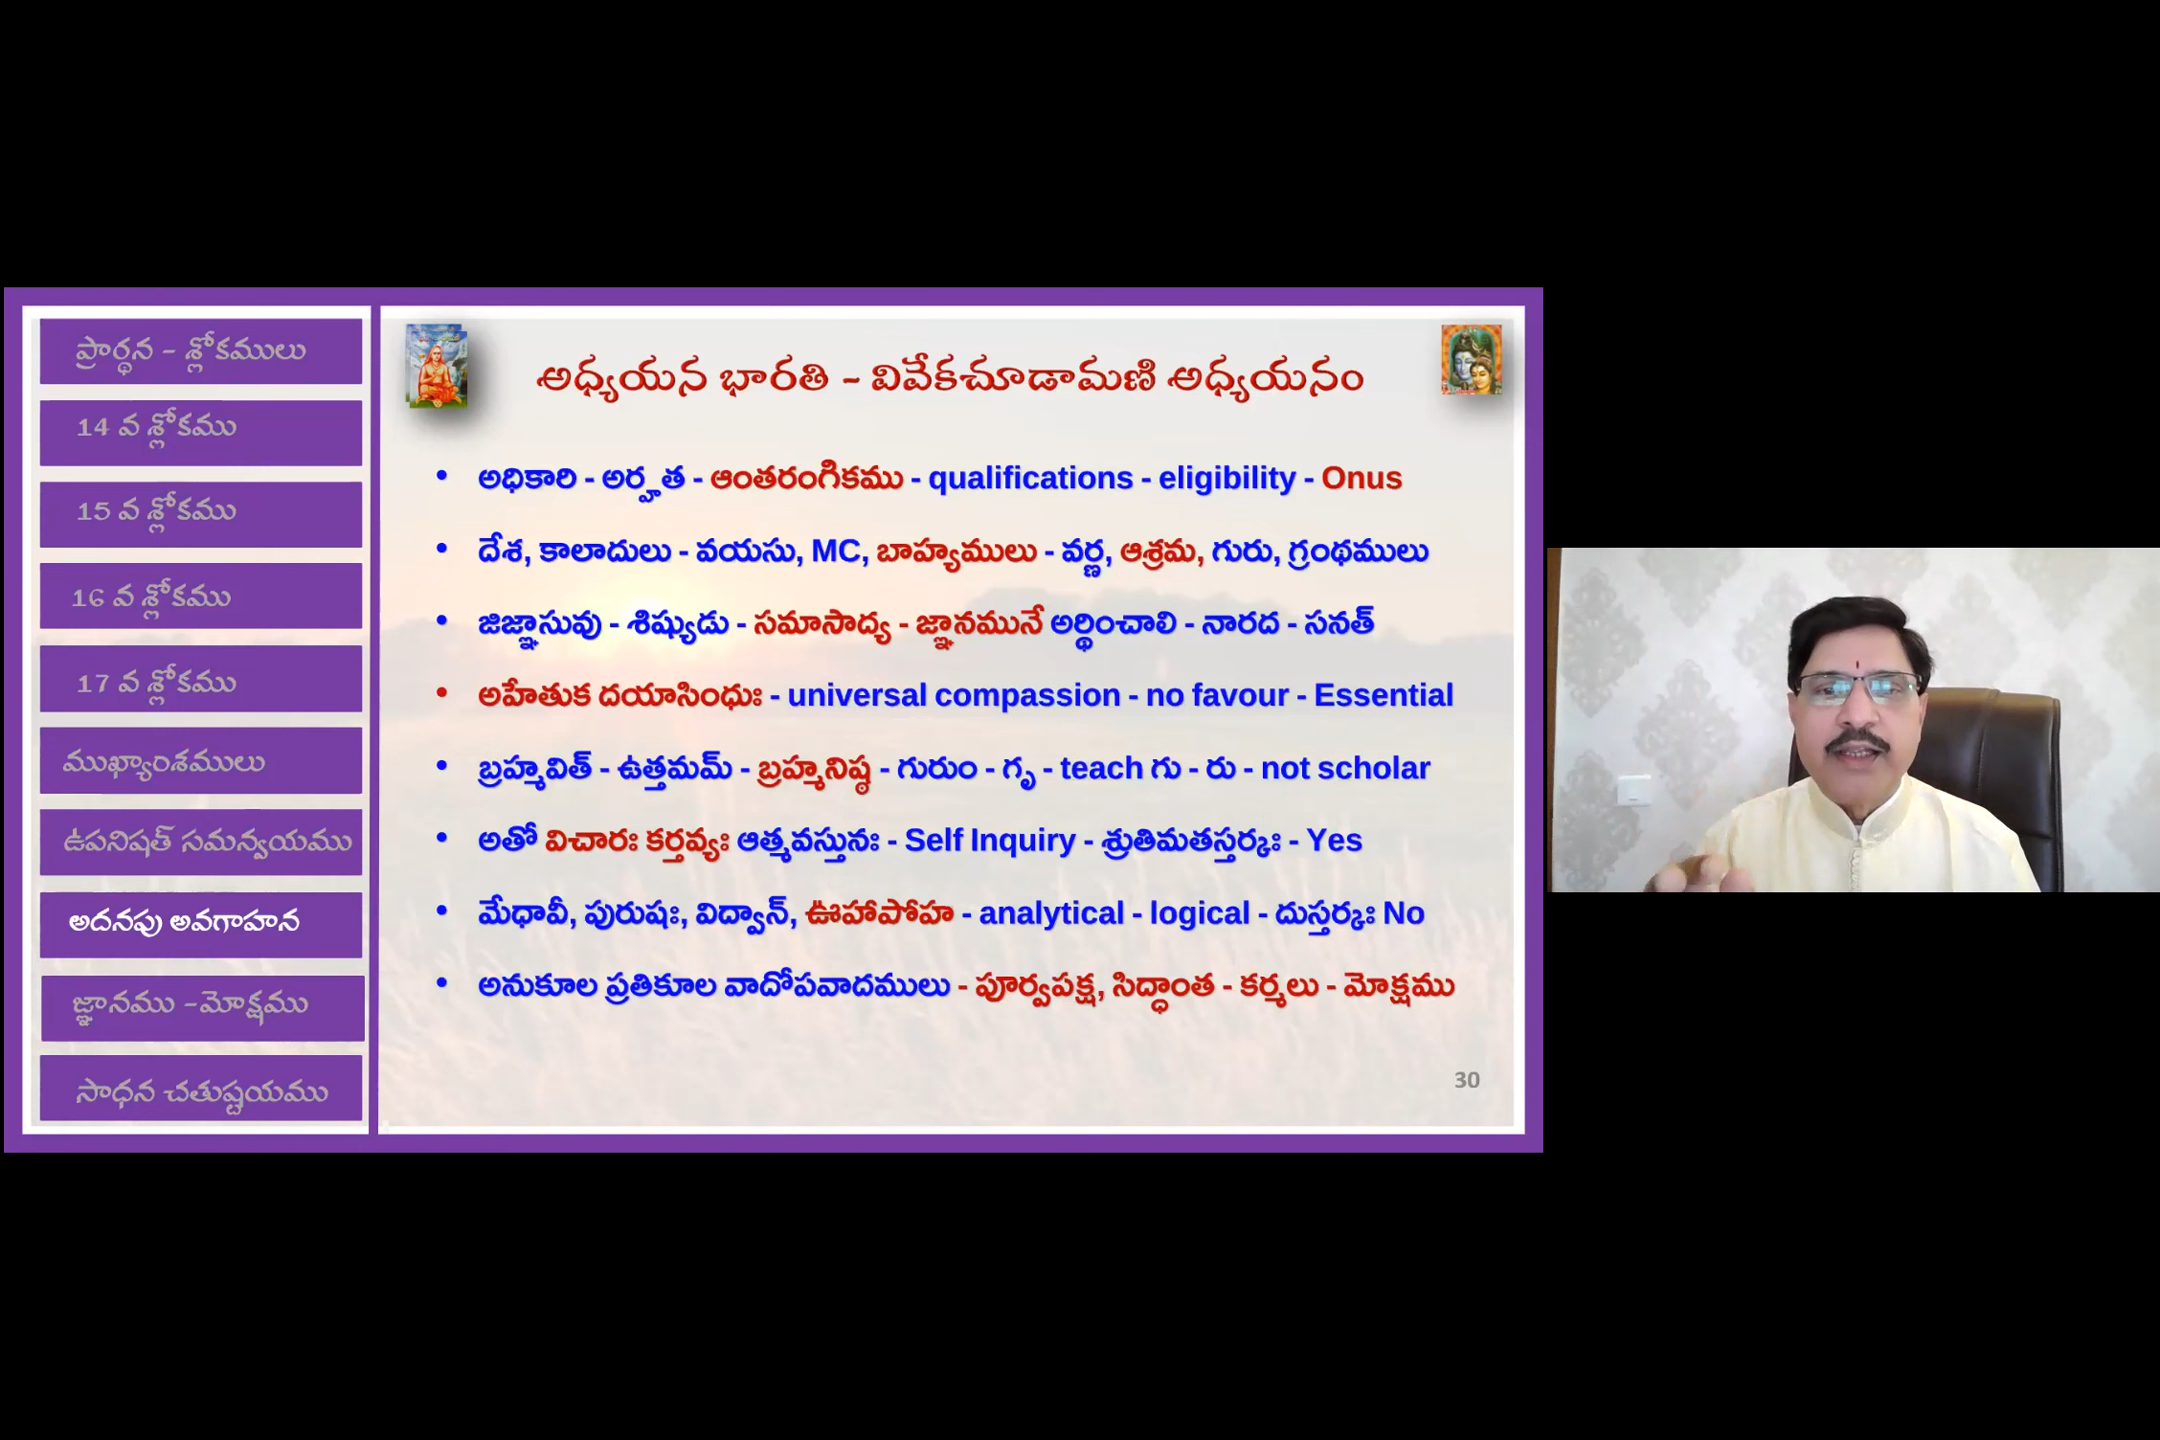 ప్రార్థన – శ్లోకములు
14 వ శ్లోకము
15 వ శ్లోకము
16 వ శ్లోకము
17 వ శ్లోకము
ముఖ్యాంశములు
ఉపనిషత్ సమన్వయము
అదనపు అవగాహన
జ్ఞానము –మోక్షము
సాధన చతుష్టయము
అధ్యయన భారతి – వివేకచూడామణి అధ్యయనం
• అధికారి - అర్హత - ఆంతరంగికము - qualifications - eligibility - Onus
• దేశ, కాలాదులు - వయసు, MC, బాహ్యములు - వర్ణ, ఆశ్రమ, గురు, గ్రంథములు
• జిజ్ఞాసువు - శిష్యుడు - సమాసాద్య - జ్ఞానమునే అర్థించాలి - నారద - సనత్
• అహేతుక దయాసింధుః - universal compassion - no favour - Essential
• బ్రహ్మవిత్ - ఉత్తమమ్ - బ్రహ్మనిష్ఠ - గురుం - గృ - teach గు - రు - not scholar
• అతో విచారః కర్తవ్యః ఆత్మవస్తునః - Self Inquiry - శ్రుతిమతస్తర్కః - Yes
• మేధావీ, పురుషః, విద్వాన్, ఊహాపోహ - analytical - logical - దుస్తర్కః No
• అనుకూల ప్రతికూల వాదోపవాదములు - పూర్వపక్ష, సిద్ధాంత - కర్మలు - మోక్షము
30